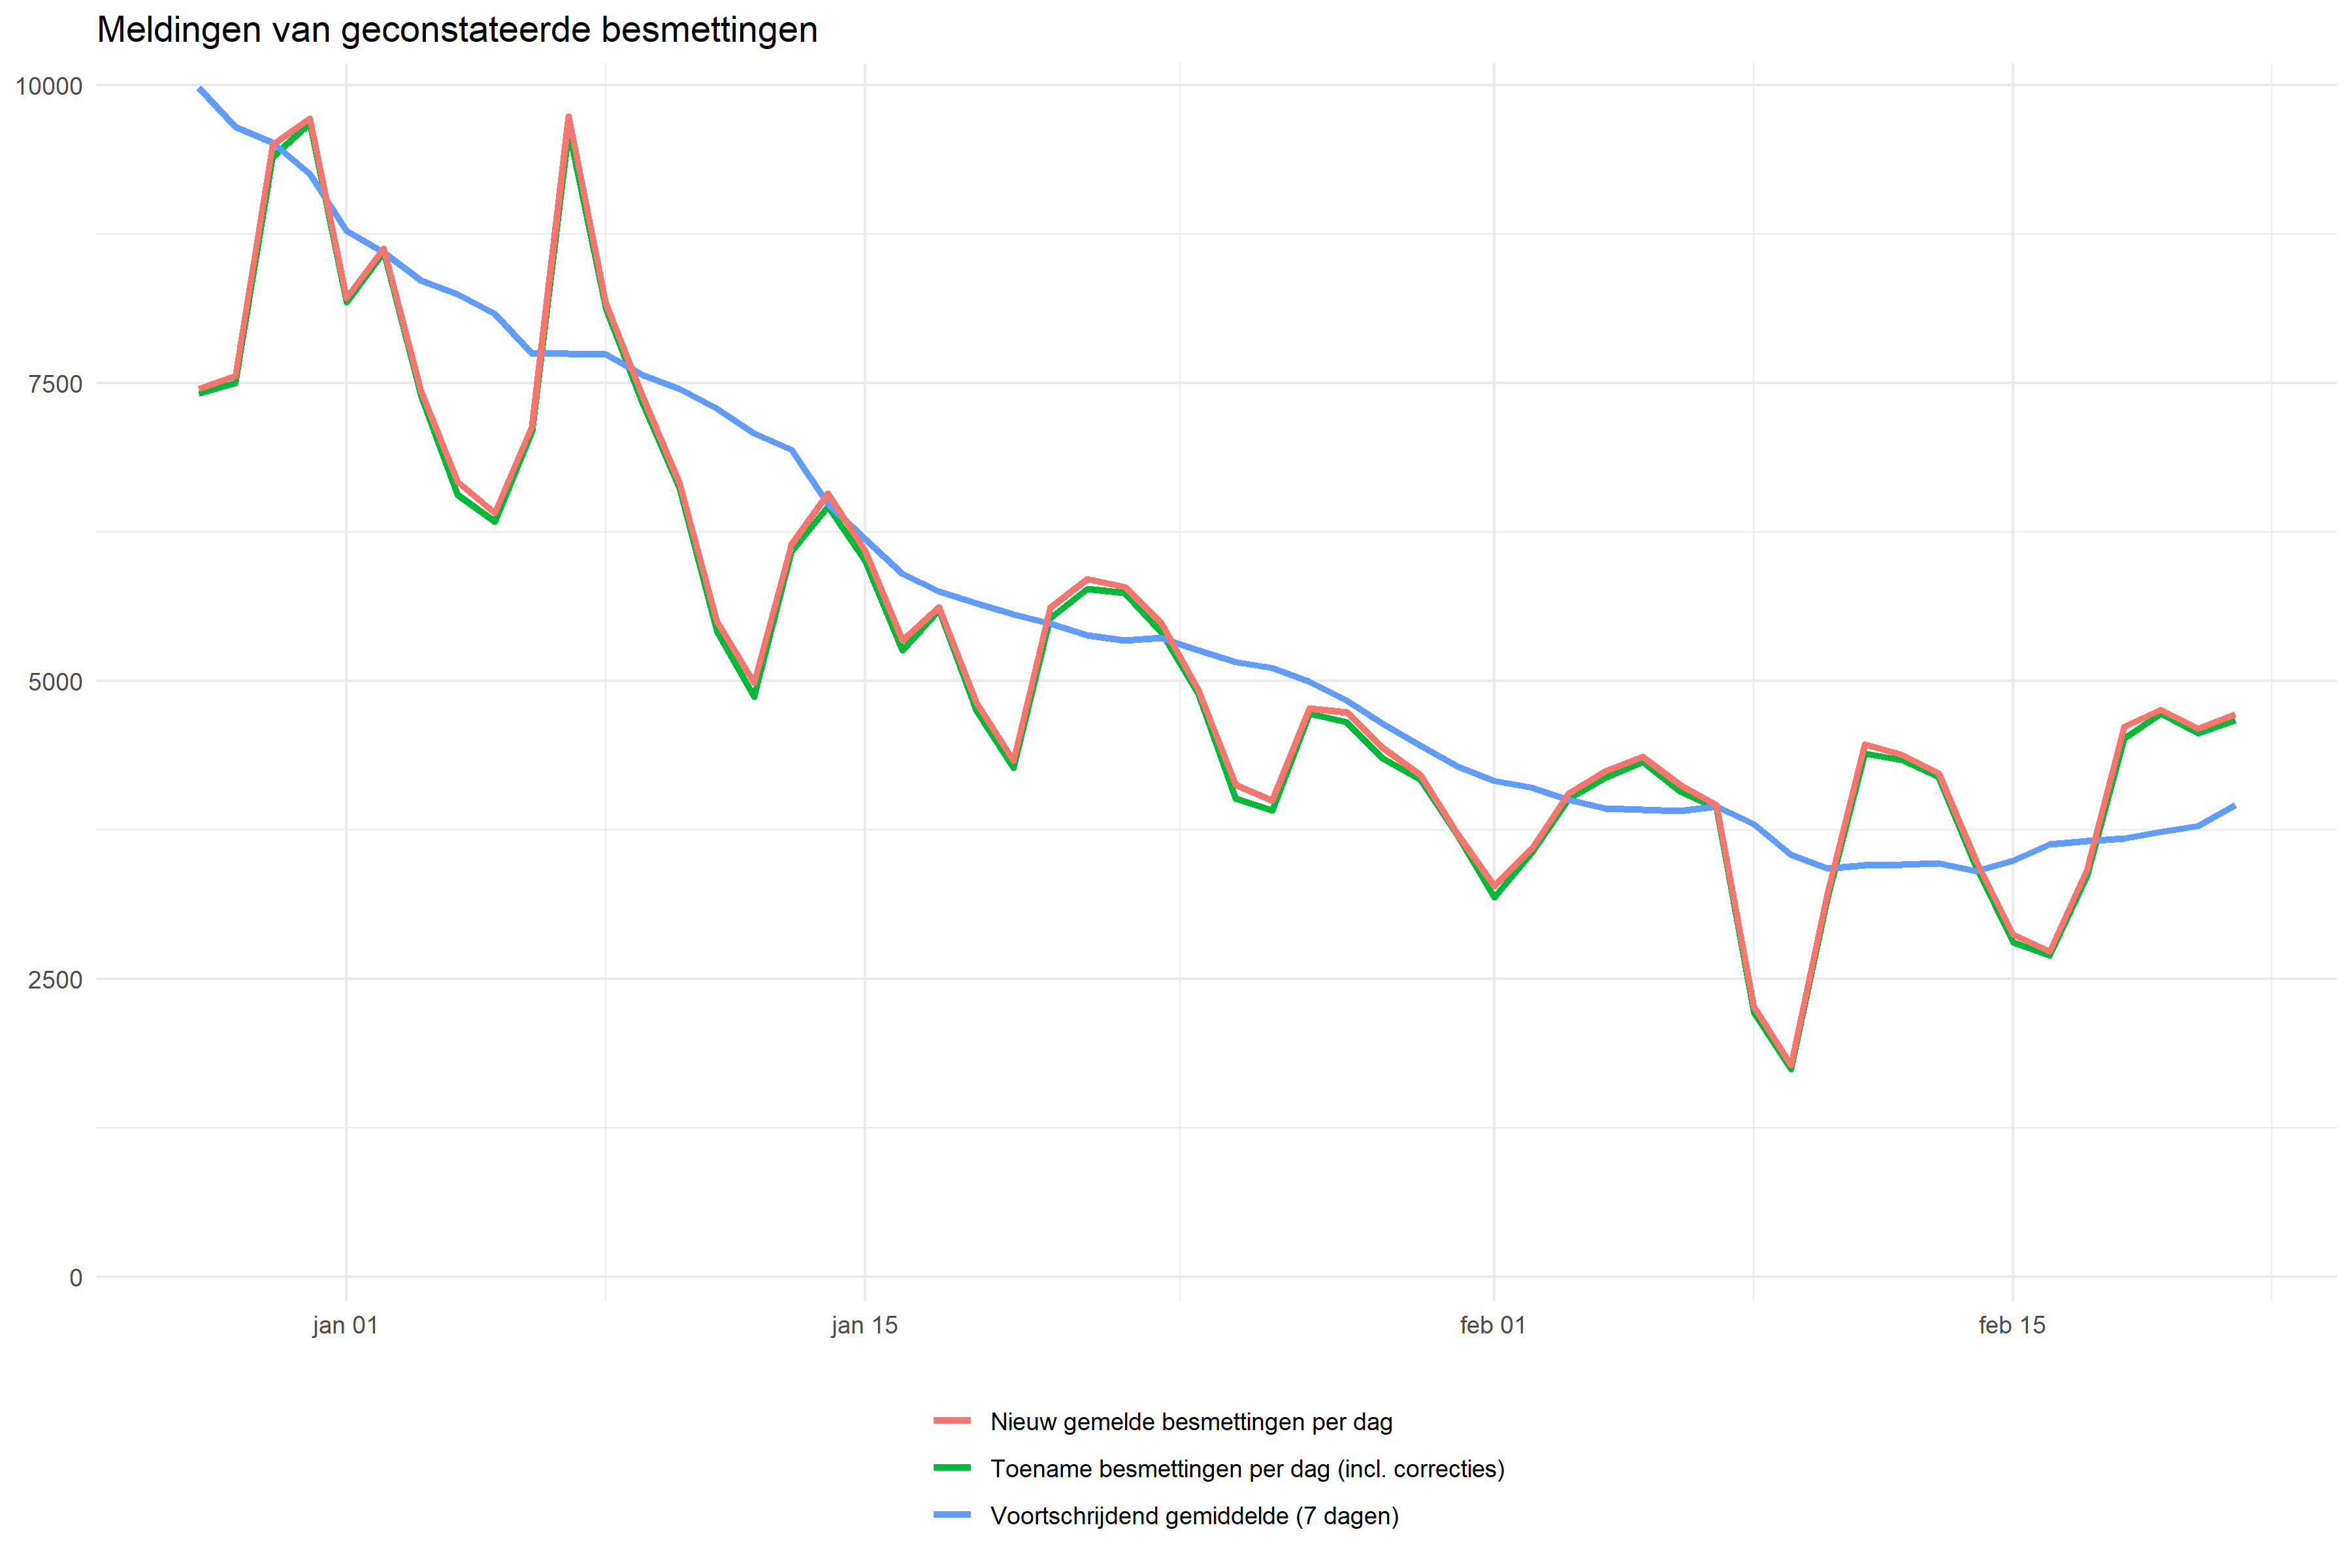 Meldingen van geconstateerde besmettingen
10000
7500
5000
2500
0
jan 01
jan 15
feb 01
feb 15
Nieuw gemelde besmettingen per dag
Toename besmettingen per dag (incl. correcties)
Voortschrijdend gemiddelde (7 dagen)